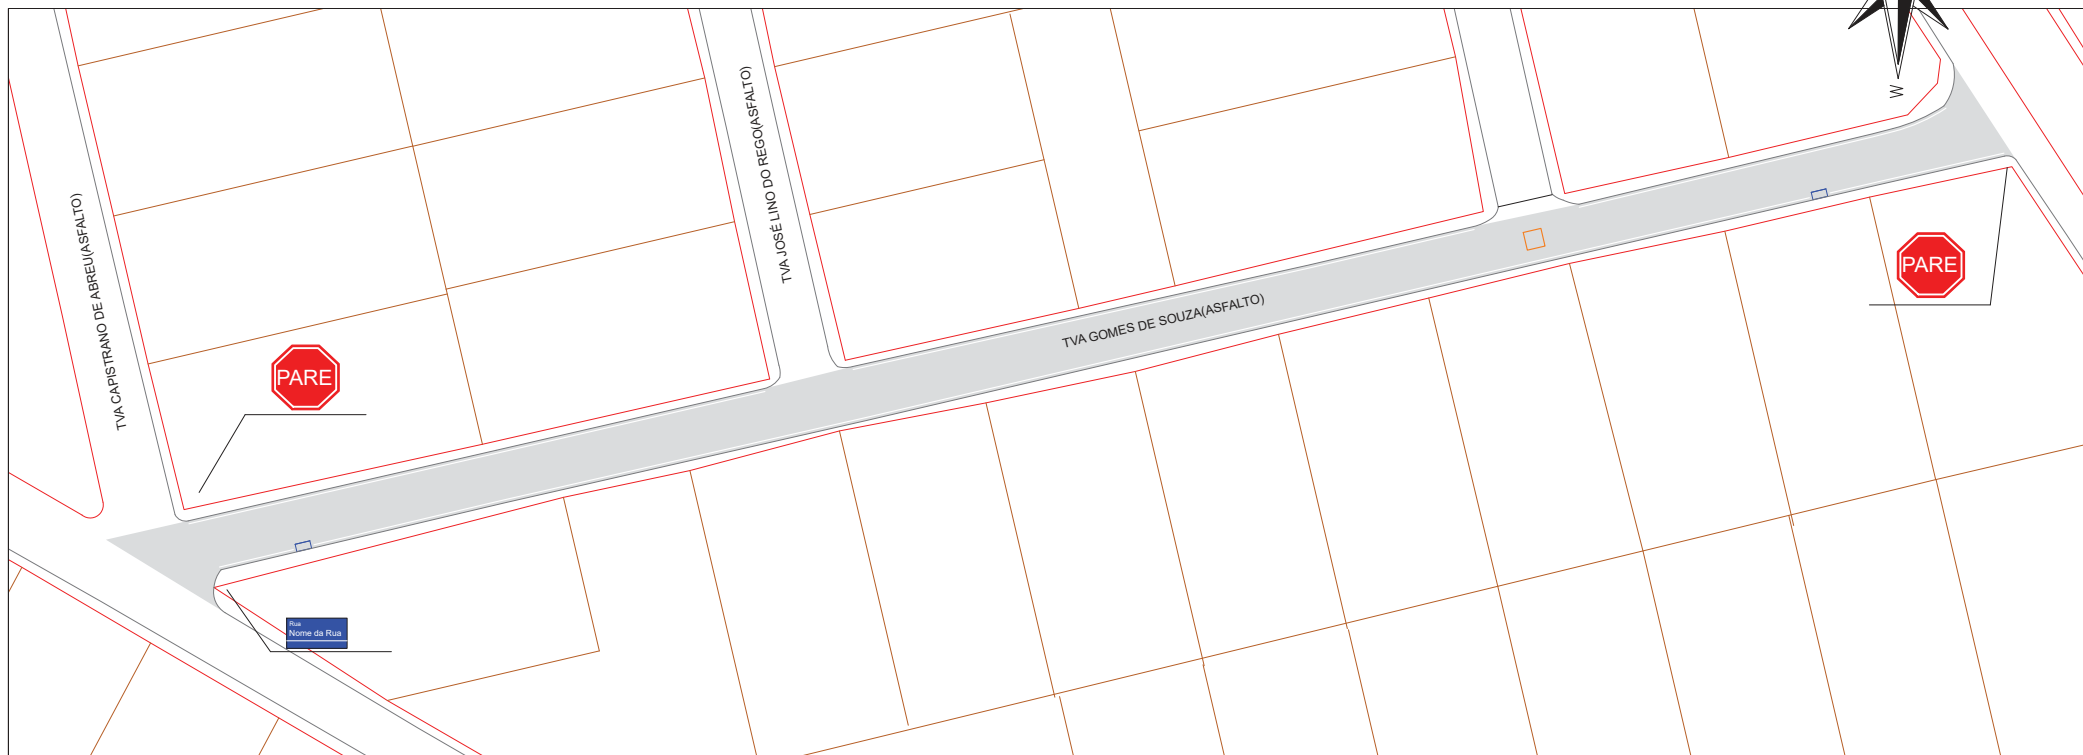 TVA CAPISTRANO DE ABREU(ASFALTO)
TVA JOSÉ LINO DO REGO(ASFALTO)
W
PARE
TVA GOMES DE SOUZA(ASFALTO)
PARE
Rua
Nome da Rua